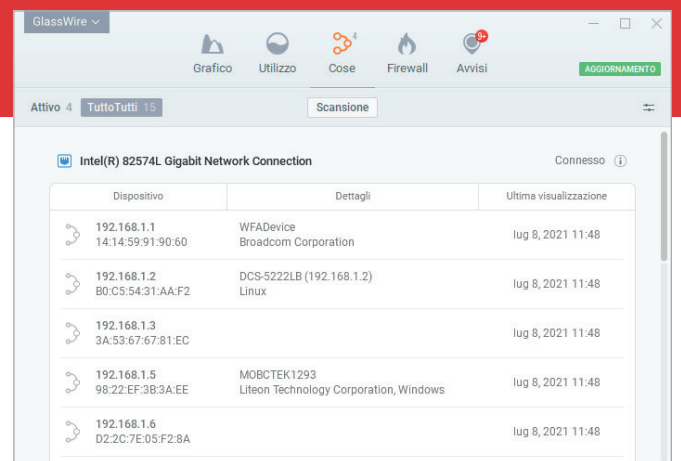 GlassWire
4
9+
Grafico Utilizzo Cose Firewall Avvisi
AGGIORNAMENTO
Attivo 4 TuttoTutti 15 Scansione
Intel(R) 82574L Gigabit Network Connection Connesso i
Dispositivo Dettagli Ultima visualizzazione
192.168.1.1 WFADevice lug 8, 2021 11:48
14:14:59:91:90:60 Broadcom Corporation
192.168.1.2 DCS-5222LB (192.168.1.2) lug 8, 2021 11:48
B0:C5:54:31:AA:F2 Linux
192.168.1.3 lug 8, 2021 11:48
3A:53:67:67:81:EC
192.168.1.5 MOBCTEK1293 lug 8, 2021 11:48
98:22:EF:3B:3A:EE Liteon Technology Corporation, Windows
192.168.1.6 lug 8, 2021 11:48
D2:2C:7E:05:F2:8A